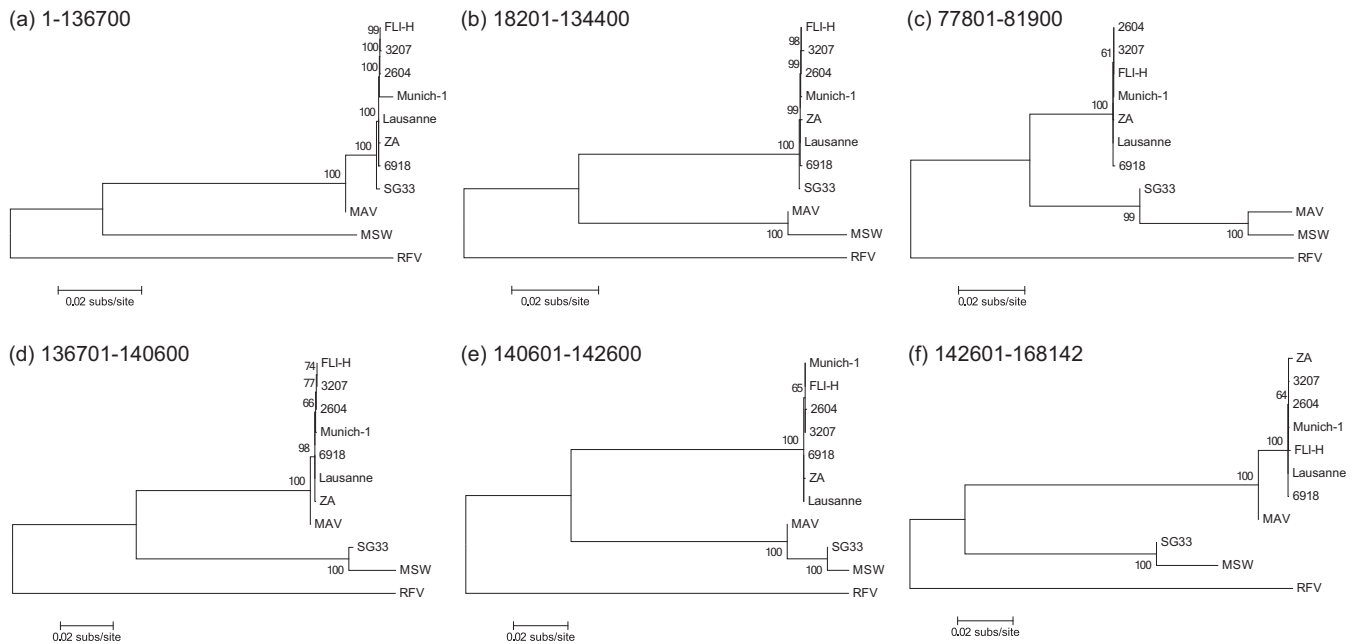 (a) 1-136700
99
FLI-H
100
3207
100
2604
Munich-1
100
Lausanne
ZA
100
6918
100
SG33
MAV
MSW
RFV
0.02 subs/site
(b) 18201-134400
FLI-H
98
3207
99
2604
Munich-1
99
ZA
Lausanne
100
6918
SG33
MAV
100
MSW
RFV
0.02 subs/site
(c) 77801-81900
2604
61
3207
FLI-H
100
Munich-1
ZA
Lausanne
6918
SG33
99
MAV
100
MSW
RFV
0.02 subs/site
(d) 136701-140600
74
FLI-H
77
3207
66
2604
Munich-1
98
6918
100
Lausanne
ZA
MAV
SG33
100
MSW
RFV
0.02 subs/site
(e) 140601-142600
Munich-1
65
FLI-H
2604
3207
100
6918
ZA
Lausanne
MAV
100
SG33
100
MSW
RFV
0.02 subs/site
(f) 142601-168142
ZA
3207
64
2604
Munich-1
100
FLI-H
100
Lausanne
6918
MAV
SG33
100
MSW
RFV
0.02 subs/site